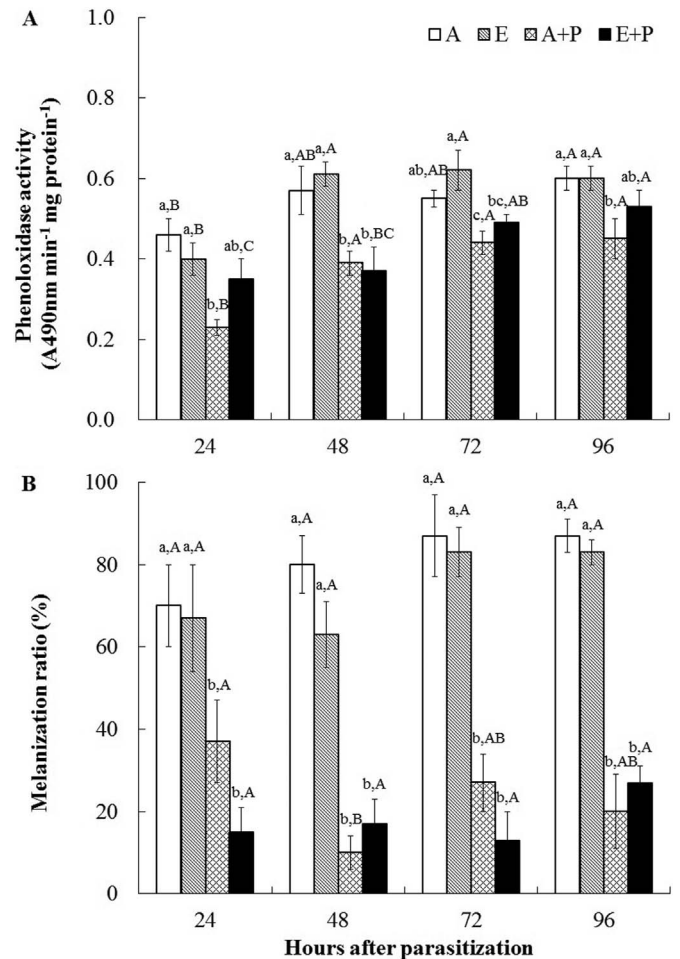 A
A E A+P E+P
Phenoloxidase activity
(A490nm min-1 mg protein-1)
1.0
0.8
0.6
0.4
0.2
0.0
a,B
a,B
b,B
ab,C
a,AB
a,A
b,A
b,BC
ab,AB
a,A
c,A
bc,AB
a,A
a,A
b,A
ab,A
24 48 72 96
B
Melanization ratio (%)
100
80
60
40
20
0
a,A
a,A
b,A
b,A
a,A
a,A
b,B
b,A
a,A
a,A
b,AB
b,A
a,A
a,A
b,AB
b,A
24 48 72 96
Hours after parasitization